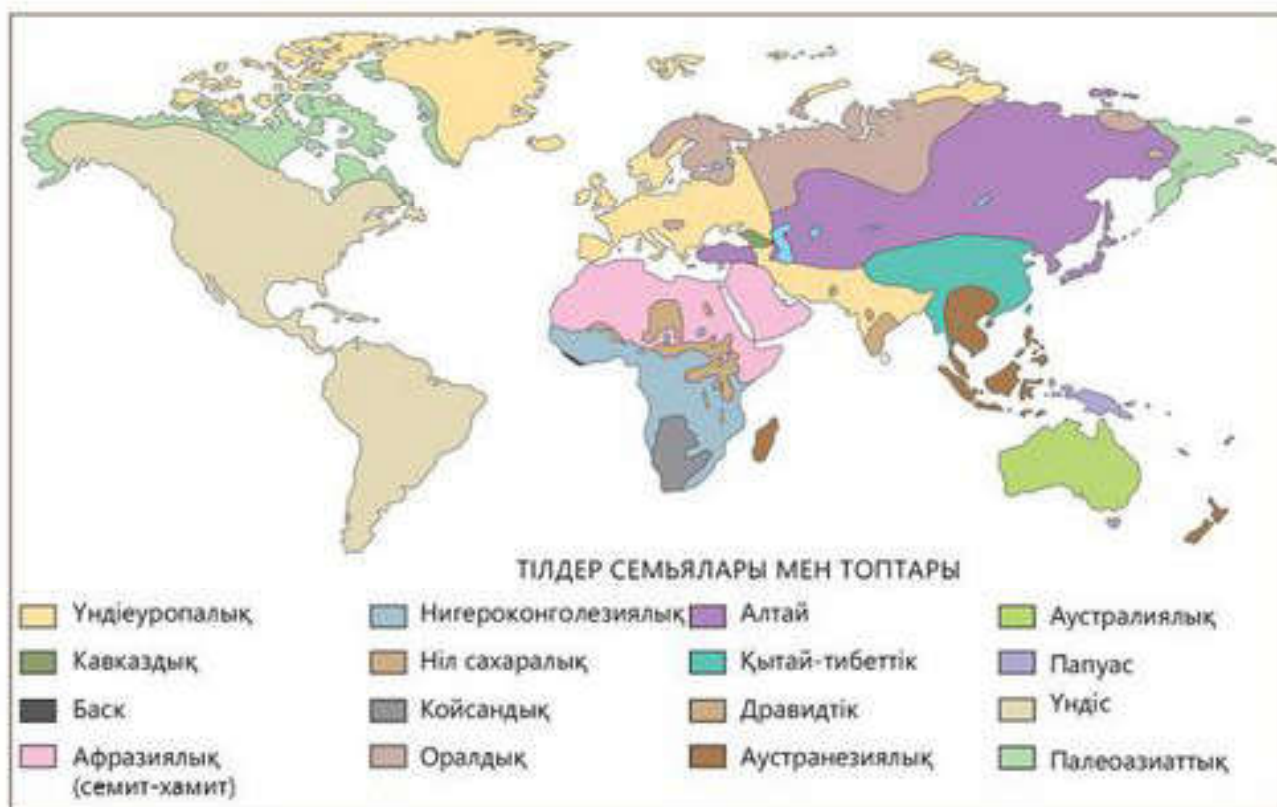 ТІЛДЕР СЕМЬЯЛАРЫ МЕН ТОПТАРЫ
Үндіеуропалық
Кавказдық
Баск
Афразиялық
(семит-хамит)
Нигероконголезиялық
Ніл сахаралық
Койсандық
Оралдық
Алтай
Қытай-тибеттік
Дравидтік
Аустранезиялық
Аустралиялық
Папуас
Үндіс
Палеоазиаттық